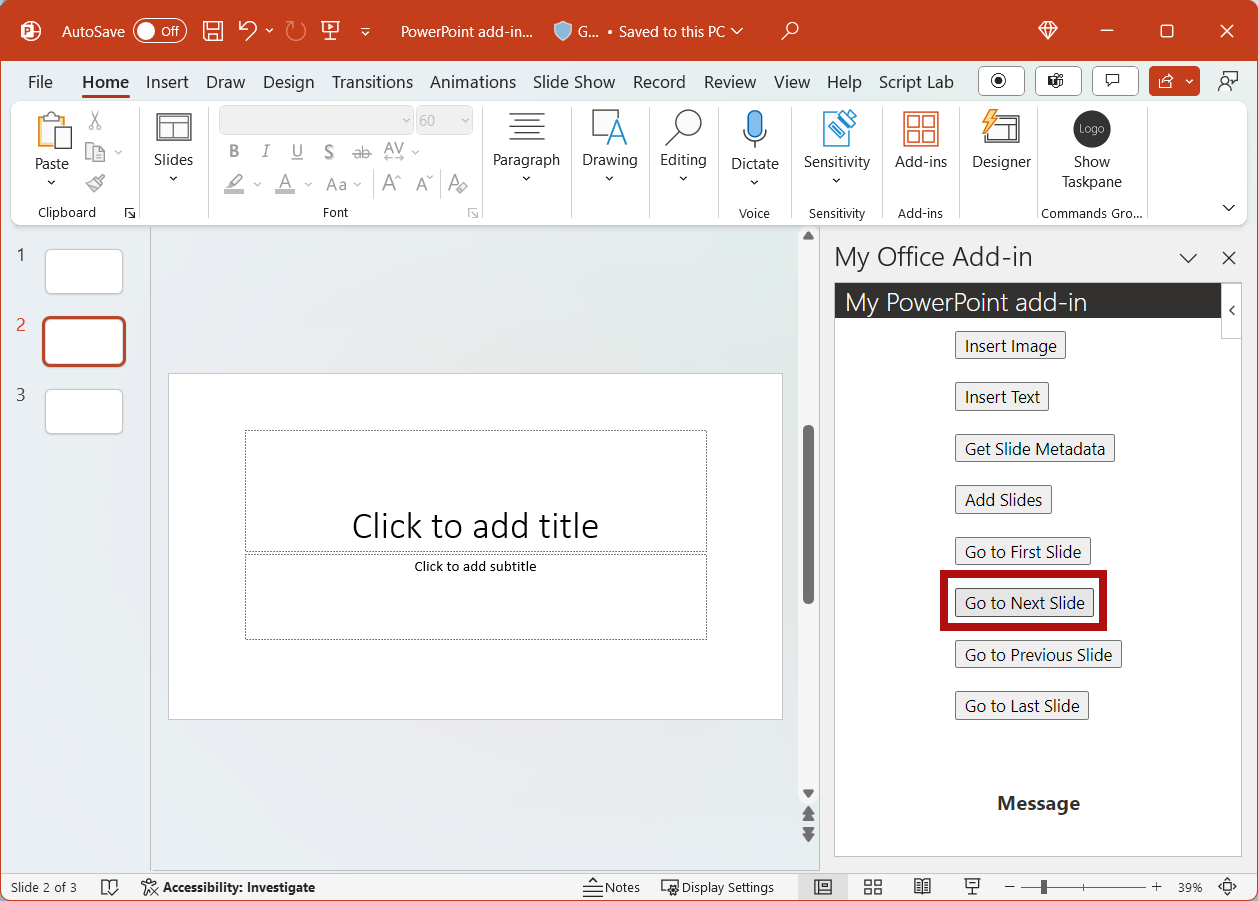 AutoSave Off PowerPoint add-in... G... • Saved to this PC
File Home Insert Draw Design Transitions Animations Slide Show Record Review View Help Script Lab
Paste
Clipboard
Slides
60
B I U S ab AV
A Aa A A A
Font
Paragraph
Drawing
Editing
Dictate
Voice
Sensitivity
Sensitivity
Add-ins
Add-ins
Designer
Logo
Show
Taskpane
Commands Gro...
1
2
3
Click to add title
Click to add subtitle
My Office Add-in
My PowerPoint add-in
Insert Image
Insert Text
Get Slide Metadata
Add Slides
Go to First Slide
Go to Next Slide
Go to Previous Slide
Go to Last Slide
Message
Slide 2 of 3 Accessibility: Investigate Notes Display Settings 39%